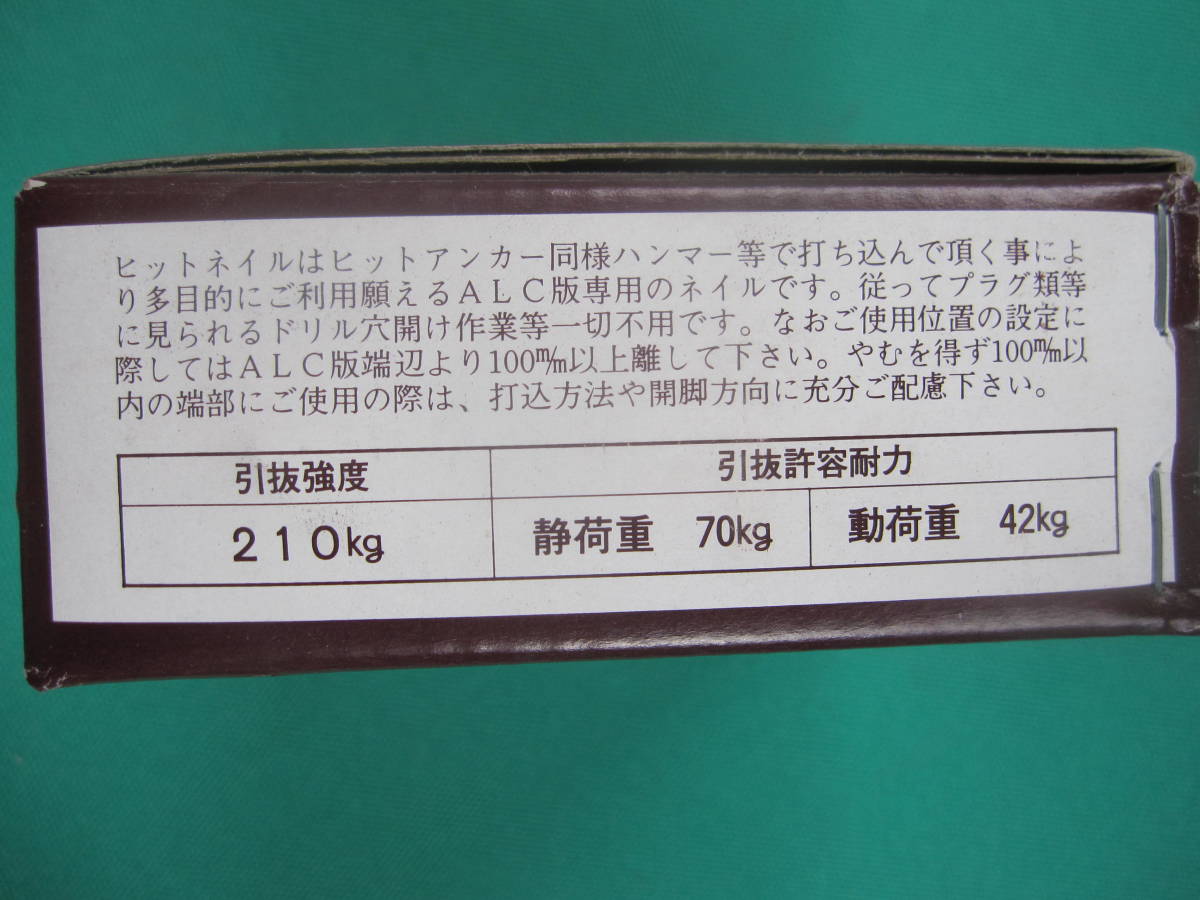 ヒットネイルはヒットアンカー同様ハンマー等で打ち込んで頂く事によ
り多目的にご利用願えるＡＬＣ版専用のネイルです。従ってプラグ類等
に見られるドリル穴開け作業等一切不用です。なおご使用位置の設定に
際してはＡＬＣ版端辺より100㎜以上離して下さい。やむを得ず100㎜以
内の端部にご使用の際は、打込方法や開脚方向に充分ご配慮下さい。
引抜強度 引抜許容耐力
２１０kg 静荷重 70kg 動荷重 42kg